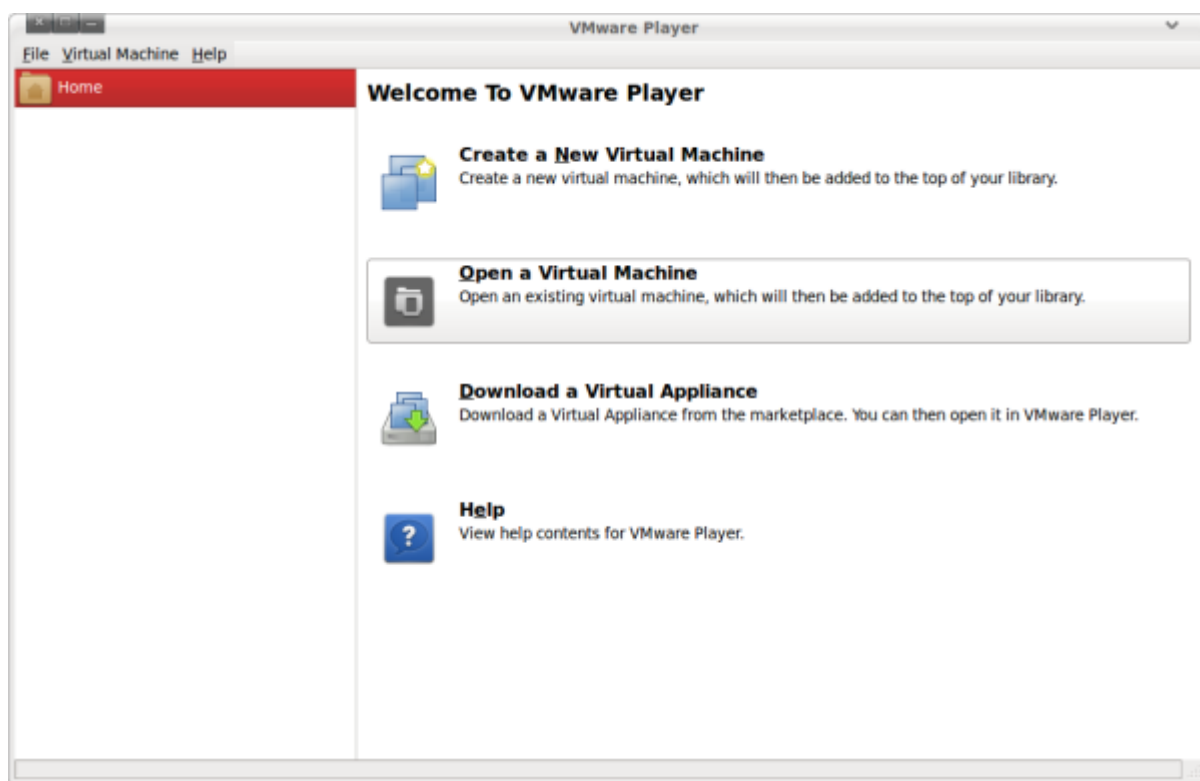 VMware Player
File Virtual Machine Help
Home
Welcome To VMware Player
Create a New Virtual Machine
Create a new virtual machine, which will then be added to the top of your library.
Open a Virtual Machine
Open an existing virtual machine, which will then be added to the top of your library.
Download a Virtual Appliance
Download a Virtual Appliance from the marketplace. You can then open it in VMware Player.
Help
View help contents for VMware Player.